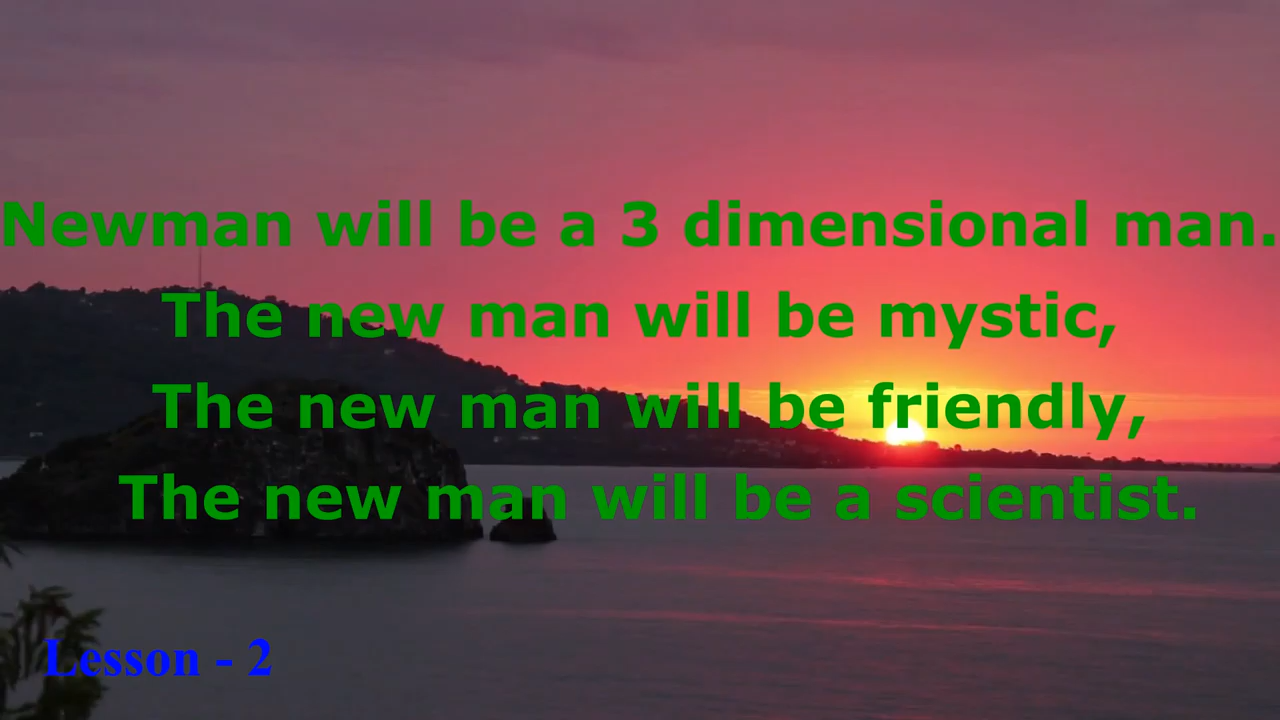 Newman will be a 3 dimensional man.
The new man will be mystic,
The new man will be friendly,
The new man will be a scientist.
Lesson - 2